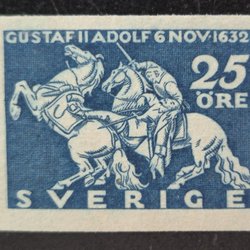 GUSTAF II ADOLF 6 NOV. 1632
25
ÖRE
SVERIGE